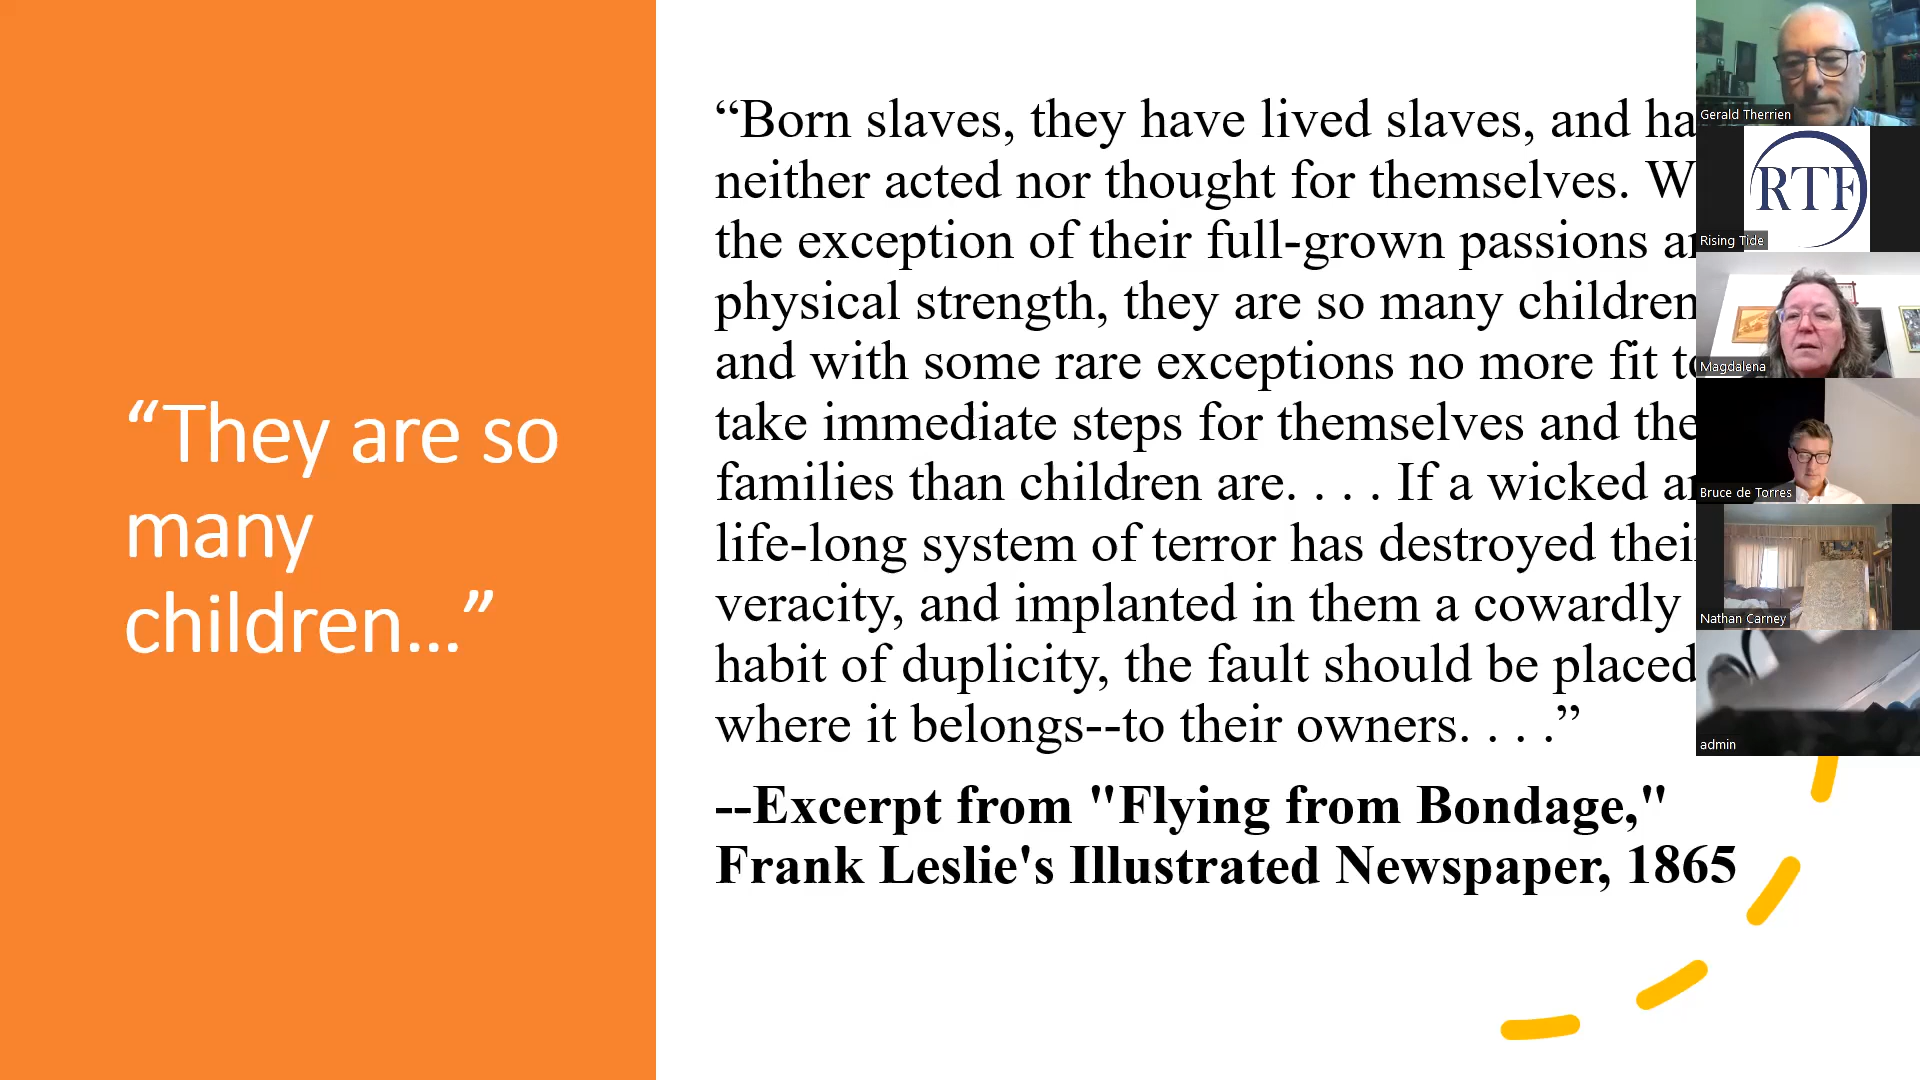 “They are so
many
children...”
“Born slaves, they have lived slaves, and
neither acted nor thought for themselves.
the exception of their full-grown passions
physical strength, they are so many children
and with some rare exceptions no more fit
take immediate steps for themselves and
families than children are. . . . If a wicked
life-long system of terror has destroyed
veracity, and implanted in them a cowardly
habit of duplicity, the fault should be placed
where it belongs--to their owners. . . .”
--Excerpt from "Flying from Bondage,"
Frank Leslie's Illustrated Newspaper, 1865
Gerald Therrien
RTF
Rising Tide
Magdalena
Bruce de Torres
Nathan Carney
admin